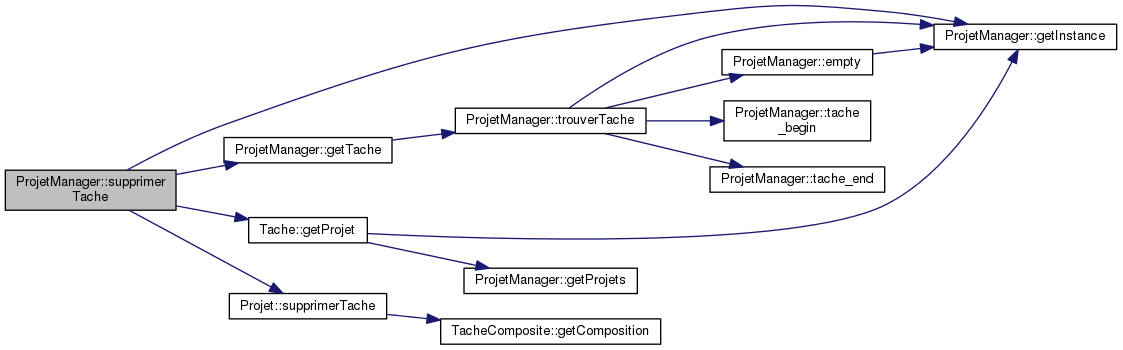 ProjetManager::getInstance
ProjetManager::empty
ProjetManager::trouverTache
ProjetManager::tache
_begin
ProjetManager::getTache
ProjetManager::tache_end
ProjetManager::supprimer
Tache
Tache::getProjet
ProjetManager::getProjets
Projet::supprimerTache
TacheComposite::getComposition